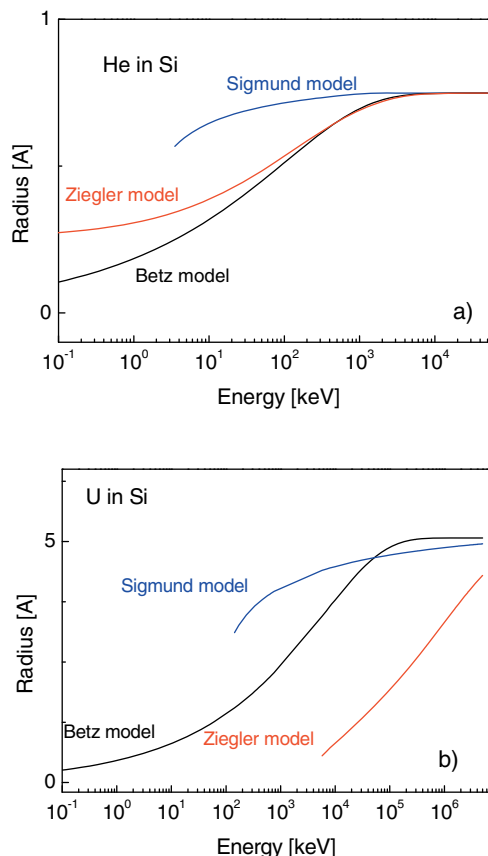 1
He in Si
Sigmund model
Radius [A]
Ziegler model
Betz model
0
a)
10⁻¹ 10⁰ 10¹ 10² 10³ 10⁴
Energy [keV]
U in Si
5
Sigmund model
Radius [A]
Betz model
Ziegler model
b)
0
10⁻¹ 10⁰ 10¹ 10² 10³ 10⁴ 10⁵ 10⁶
Energy [keV]